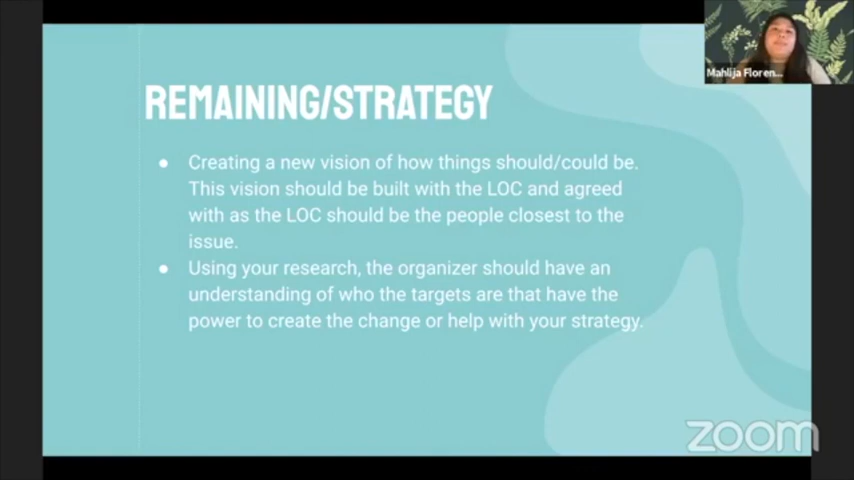 Mahlija Floren...
REMAINING/STRATEGY
● Creating a new vision of how things should/could be.
This vision should be built with the LOC and agreed
with as the LOC should be the people closest to the
issue.
● Using your research, the organizer should have an
understanding of who the targets are that have the
power to create the change or help with your strategy.
zoom